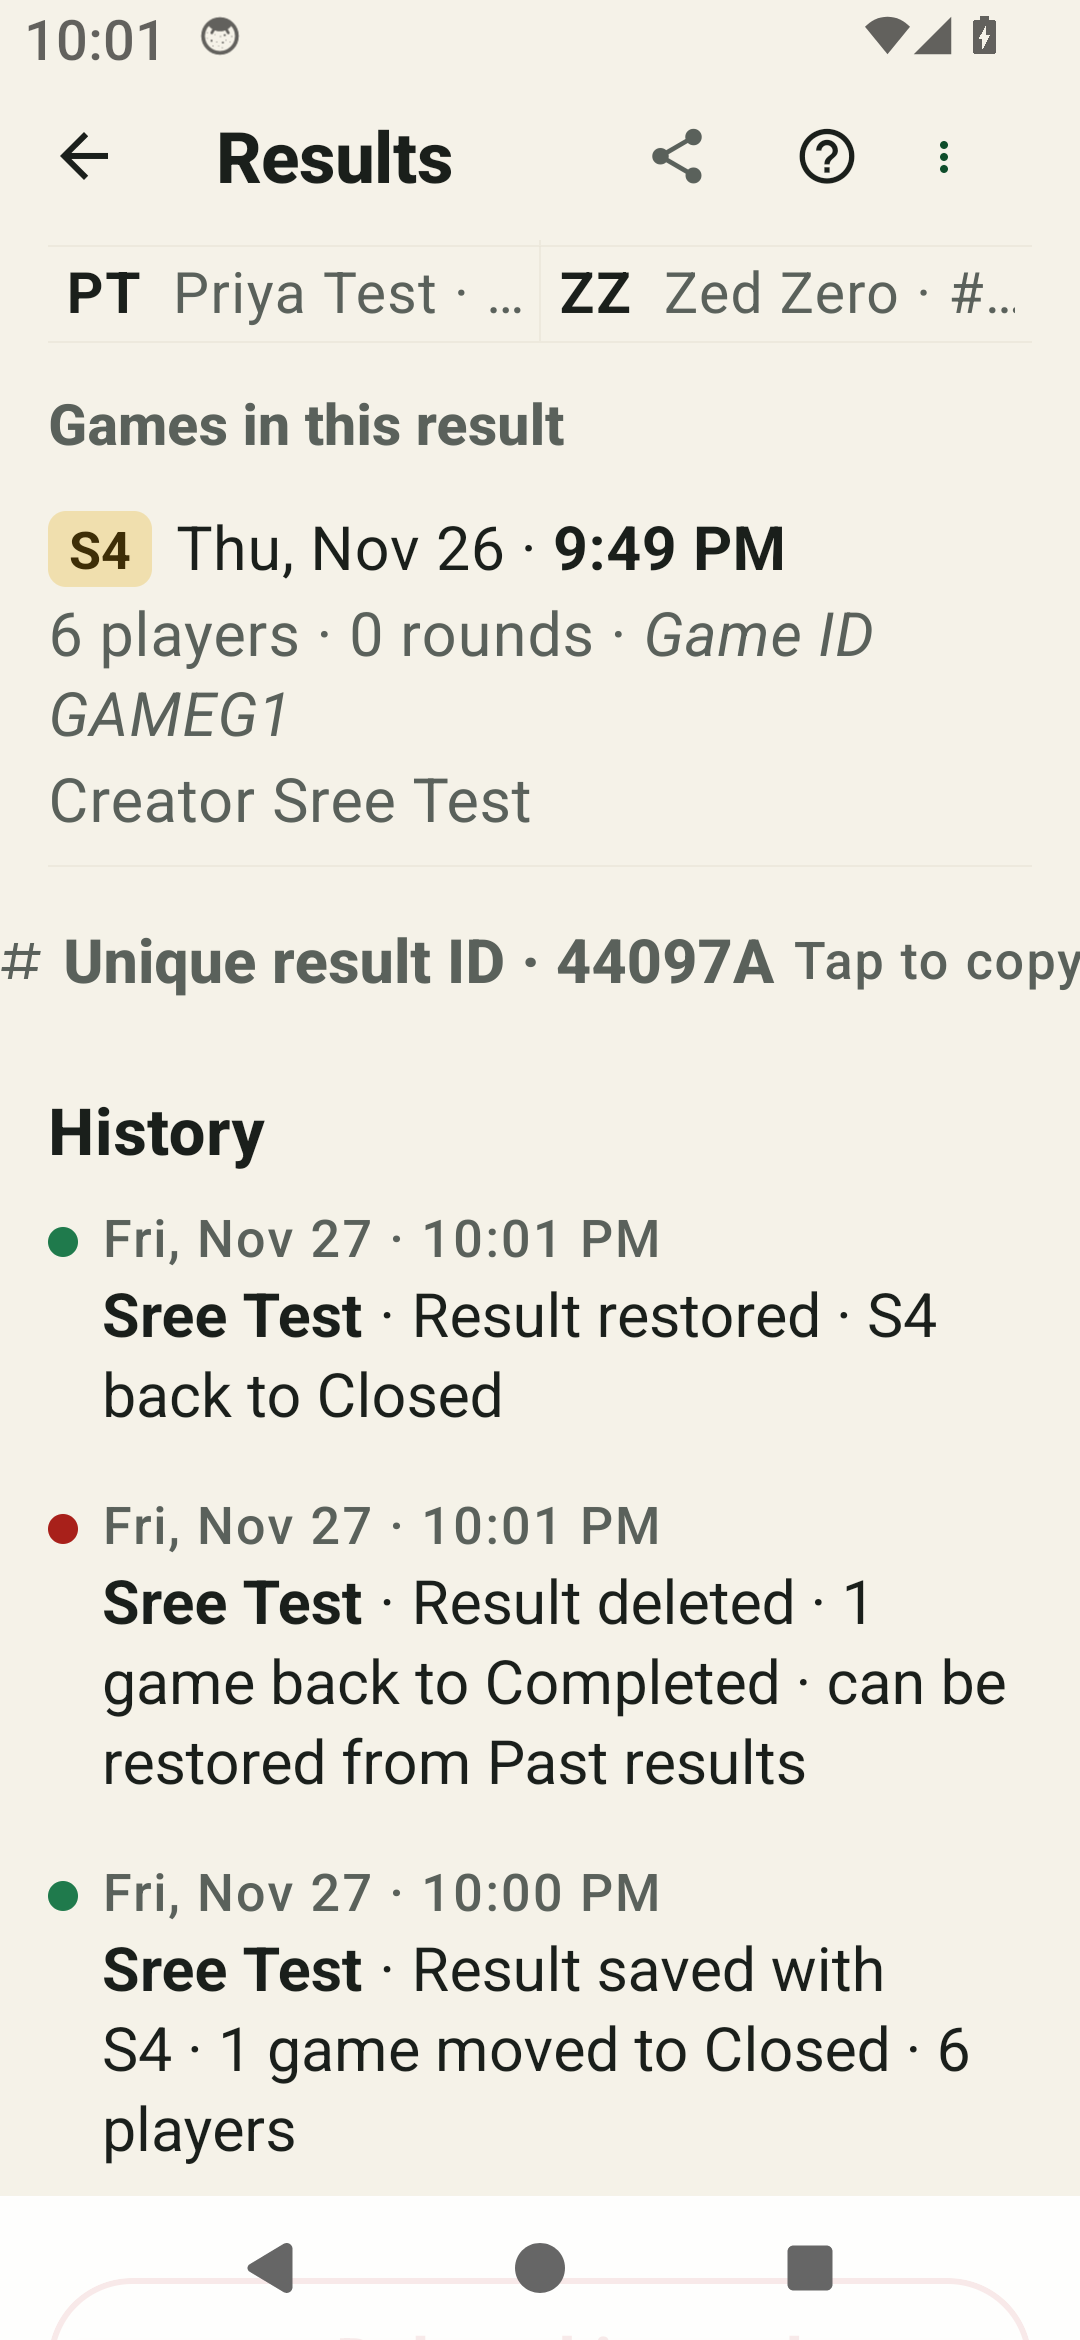 10:01
Results
PT Priya Test · …
ZZ Zed Zero · #…
Games in this result
S4 Thu, Nov 26 · 9:49 PM
6 players · 0 rounds · Game ID
GAMEG1
Creator Sree Test
# Unique result ID · 44097A Tap to copy
History
Fri, Nov 27 · 10:01 PM
Sree Test · Result restored · S4
back to Closed
Fri, Nov 27 · 10:01 PM
Sree Test · Result deleted · 1
game back to Completed · can be
restored from Past results
Fri, Nov 27 · 10:00 PM
Sree Test · Result saved with
S4 · 1 game moved to Closed · 6
players